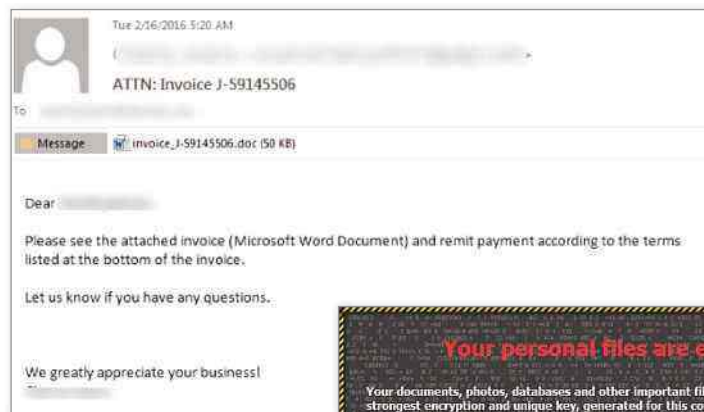 Tue 2/16/2016 5:20 AM
ATTN: Invoice J-59145506
To
Message invoice_J-59145506.doc (50 KB)
Dear
Please see the attached invoice (Microsoft Word Document) and remit payment according to the terms
listed at the bottom of the invoice.
Let us know if you have any questions.
We greatly appreciate your business!
Your personal files are e
Your documents, photos, databases and other important fil
strongest encryption and unique key, generated for this co